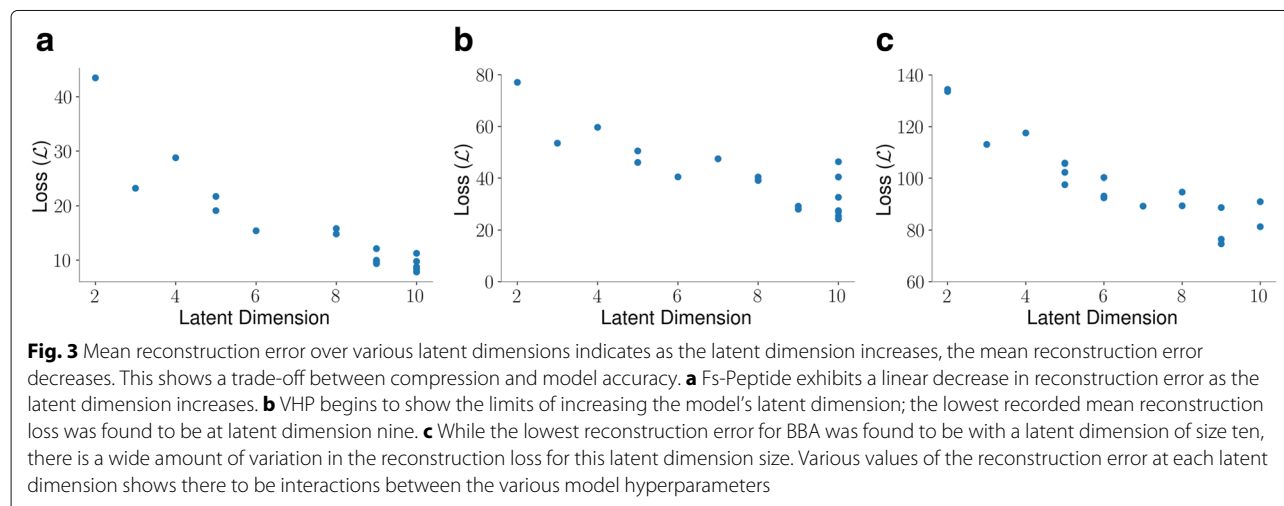 a
b
c
40
30
20
10
Loss (ℒ)
2 4 6 8 10
Latent Dimension
80
60
40
20
0
Loss (ℒ)
2 4 6 8 10
Latent Dimension
140
120
100
80
60
Loss (ℒ)
2 4 6 8 10
Latent Dimension
Fig. 3 Mean reconstruction error over various latent dimensions indicates as the latent dimension increases, the mean reconstruction error
decreases. This shows a trade-off between compression and model accuracy. a Fs-Peptide exhibits a linear decrease in reconstruction error as the
latent dimension increases. b VHP begins to show the limits of increasing the model's latent dimension; the lowest recorded mean reconstruction
loss was found to be at latent dimension nine. c While the lowest reconstruction error for BBA was found to be with a latent dimension of size ten,
there is a wide amount of variation in the reconstruction loss for this latent dimension size. Various values of the reconstruction error at each latent
dimension shows there to be interactions between the various model hyperparameters